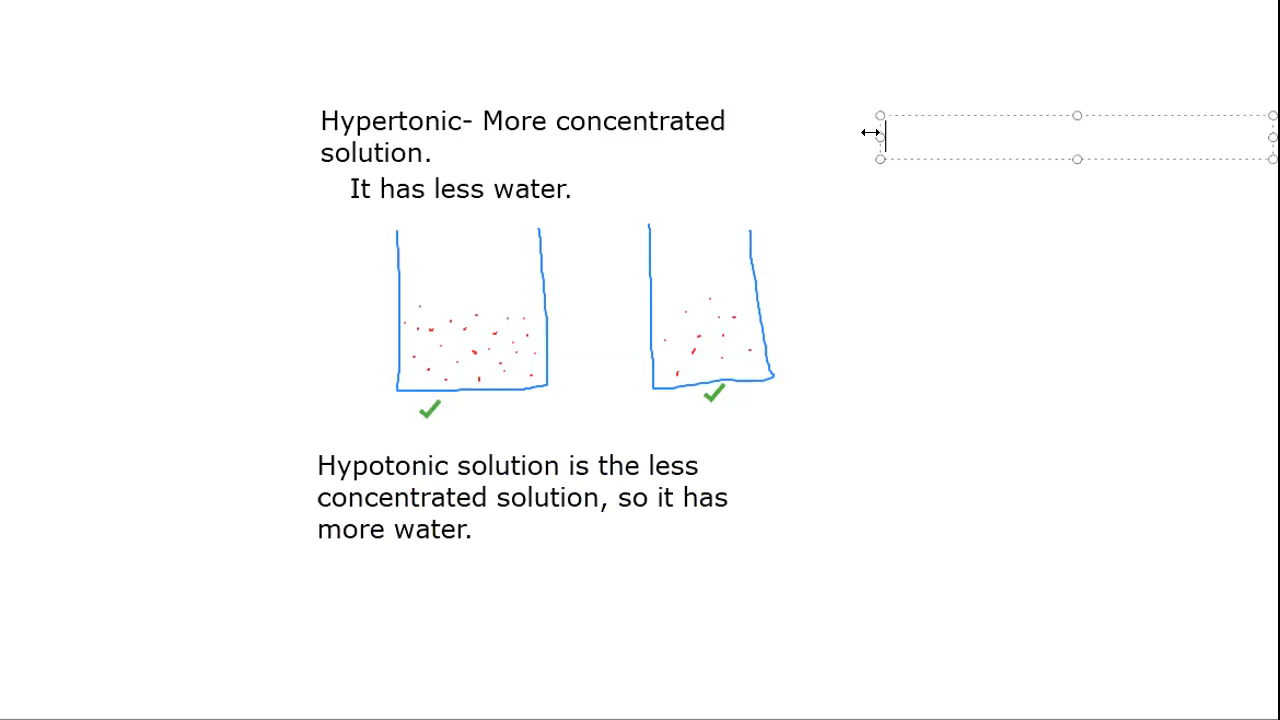 Hypertonic- More concentrated
solution.
It has less water.
Hypotonic solution is the less
concentrated solution, so it has
more water.